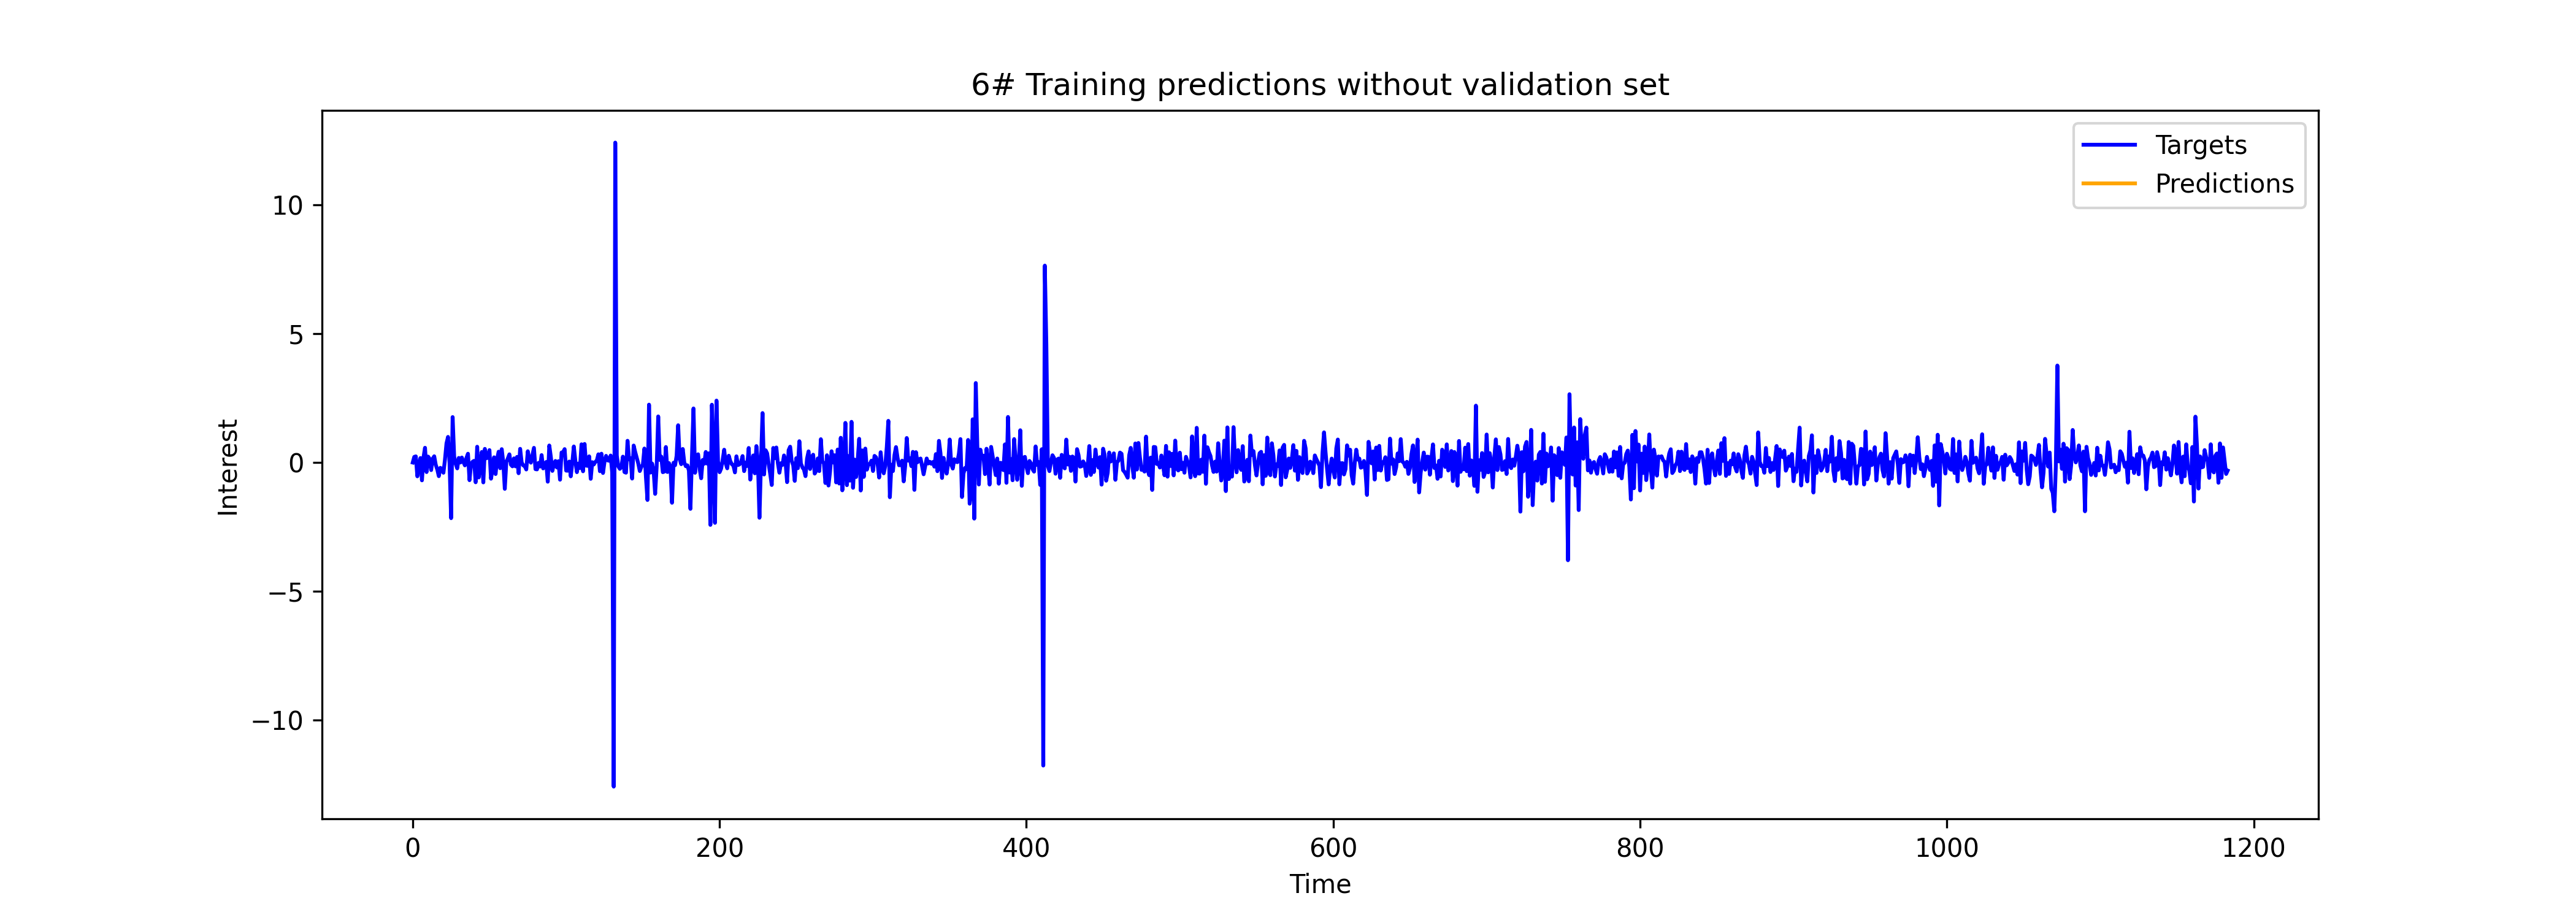 6# Training predictions without validation set
Targets
Predictions
10
5
0
−5
−10
Interest
0 200 400 600 800 1000 1200
Time